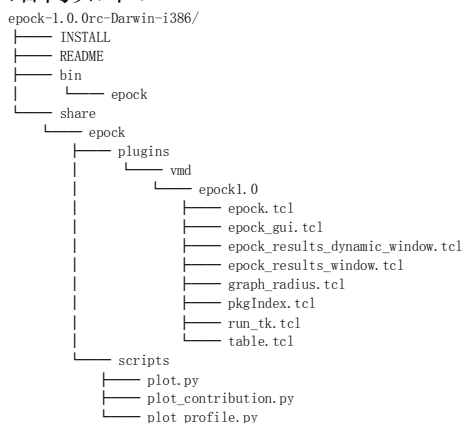 epock-1.0.0rc-Darwin-i386/
├── INSTALL
├── README
├── bin
│   └── epock
└── share
    └── epock
        ├── plugins
        │   └── vmd
        │       └── epock1.0
        │           ├── epock.tcl
        │           ├── epock_gui.tcl
        │           ├── epock_results_dynamic_window.tcl
        │           ├── epock_results_window.tcl
        │           ├── graph_radius.tcl
        │           ├── pkgIndex.tcl
        │           ├── run_tk.tcl
        │           └── table.tcl
        └── scripts
            ├── plot.py
            ├── plot_contribution.py
            └── plot_profile.py